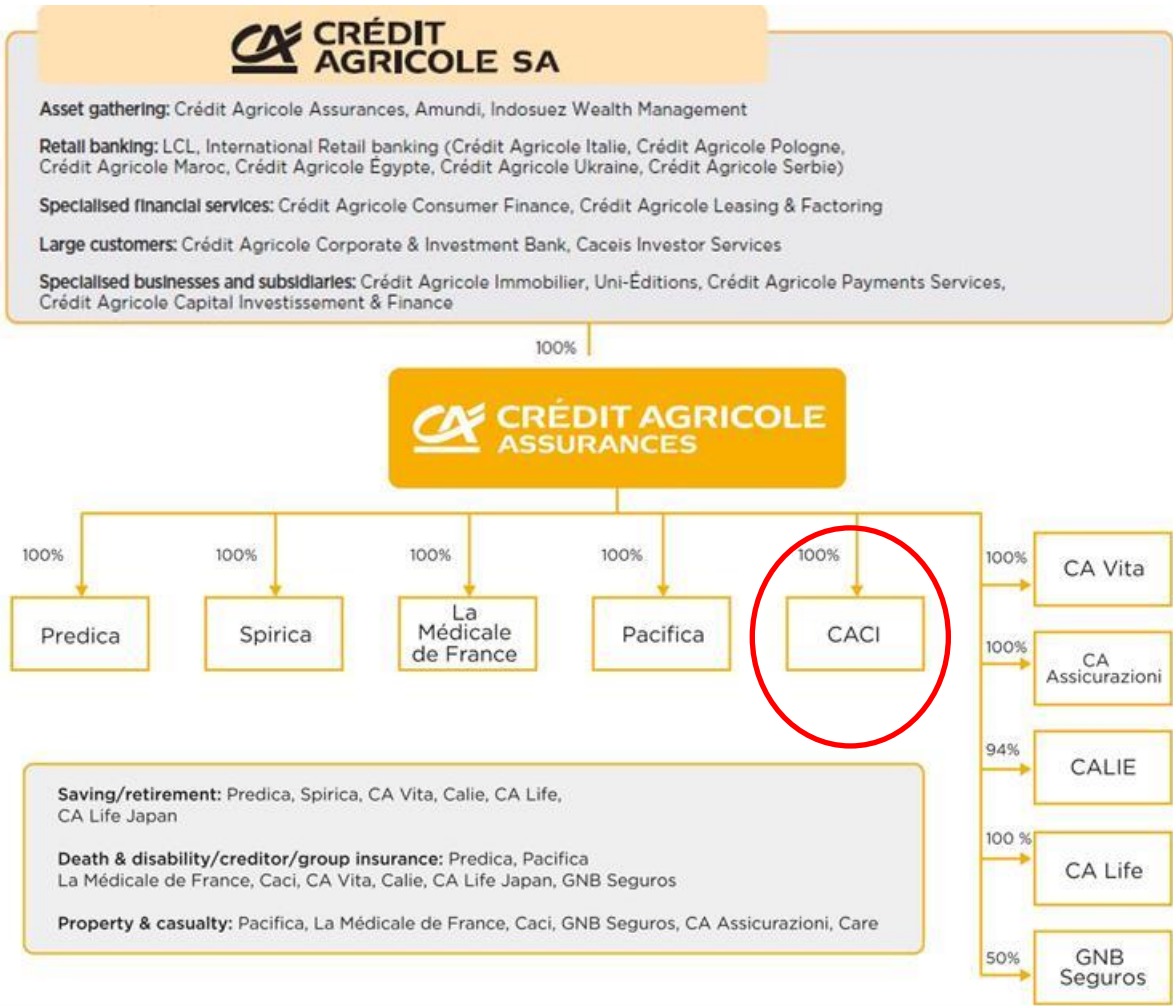 CRÉDIT
AGRICOLE SA
Asset gathering: Crédit Agricole Assurances, Amundi, Indosuez Wealth Management
Retail banking: LCL, International Retail banking (Crédit Agricole Italie, Crédit Agricole Pologne,
Crédit Agricole Maroc, Crédit Agricole Égypte, Crédit Agricole Ukraine, Crédit Agricole Serbie)
Specialised financial services: Crédit Agricole Consumer Finance, Crédit Agricole Leasing & Factoring
Large customers: Crédit Agricole Corporate & Investment Bank, Caceis Investor Services
Specialised businesses and subsidiaries: Crédit Agricole Immobilier, Uni-Éditions, Crédit Agricole Payments Services,
Crédit Agricole Capital Investissement & Finance
100%
CRÉDIT AGRICOLE
ASSURANCES
100%
Predica
100%
Spirica
100%
La
Médicale
de France
100%
Pacifica
100%
CACI
100%
CA Vita
100%
CA
Assicurazioni
94%
CALIE
100 %
CA Life
50%
GNB
Seguros
Saving/retirement: Predica, Spirica, CA Vita, Calie, CA Life,
CA Life Japan
Death & disability/creditor/group insurance: Predica, Pacifica
La Médicale de France, Caci, CA Vita, Calie, CA Life Japan, GNB Seguros
Property & casualty: Pacifica, La Médicale de France, Caci, GNB Seguros, CA Assicurazioni, Care